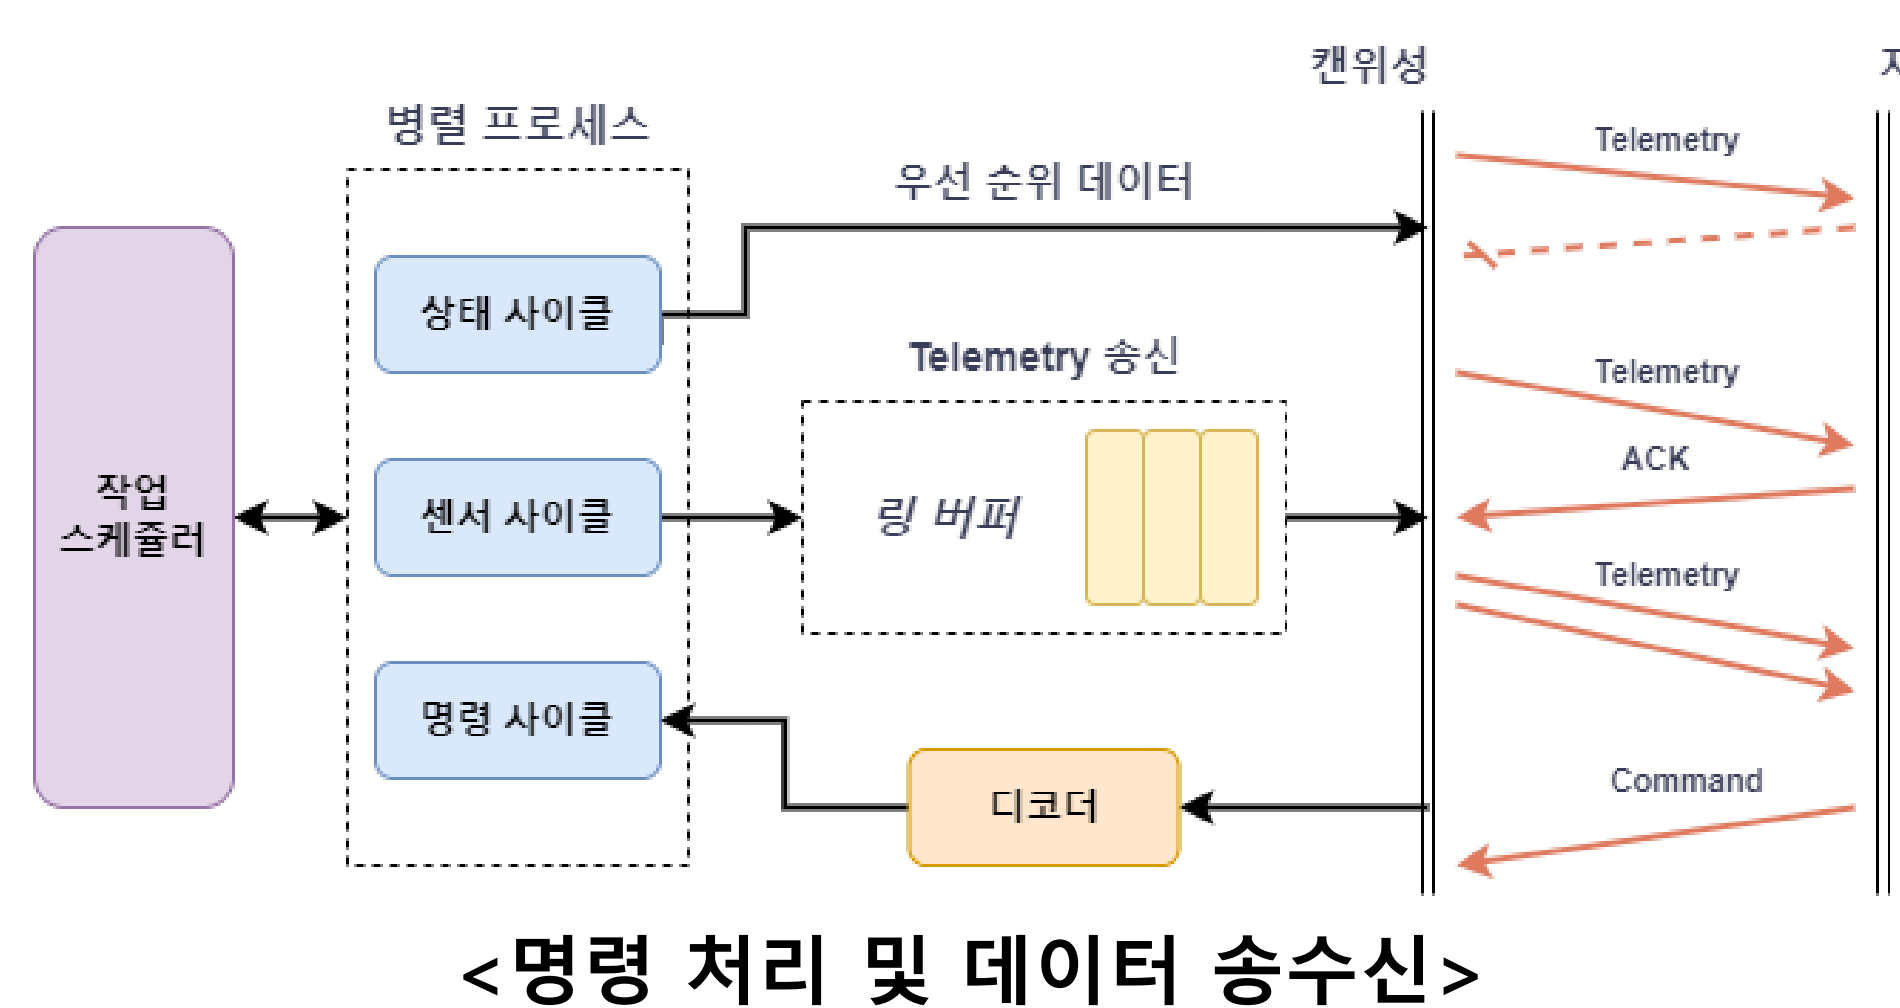 캔위성
병렬 프로세스
Telemetry
우선 순위 데이터
상태 사이클
Telemetry 송신
Telemetry
ACK
작업
스케쥴러
센서 사이클
링 버퍼
Telemetry
명령 사이클
디코더
Command
<명령 처리 및 데이터 송수신>